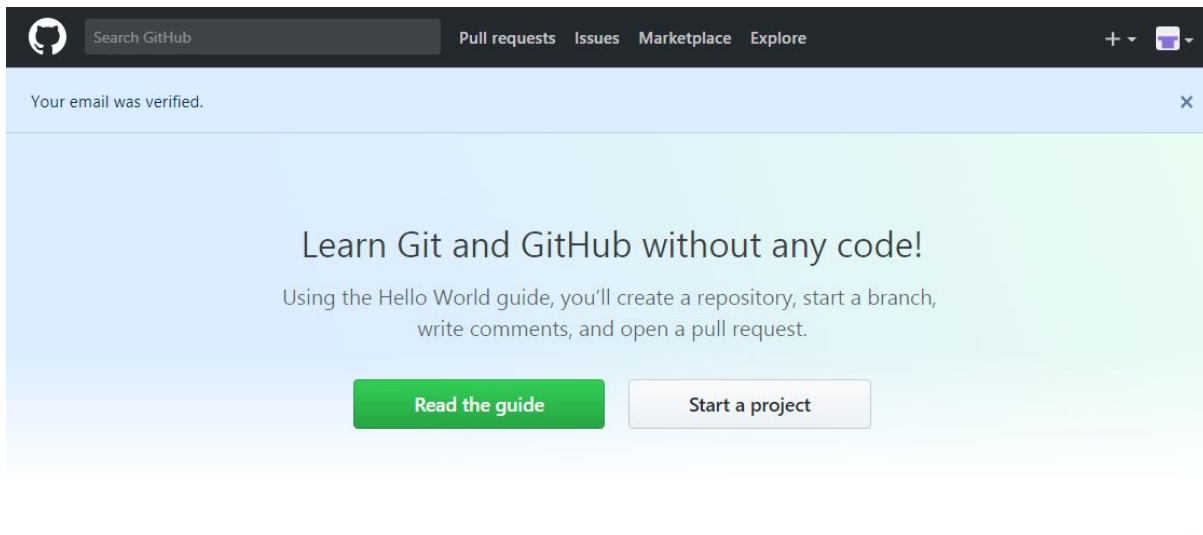 Search GitHub Pull requests Issues Marketplace Explore
Your email was verified.
Learn Git and GitHub without any code!
Using the Hello World guide, you’ll create a repository, start a branch,
write comments, and open a pull request.
Read the guide Start a project